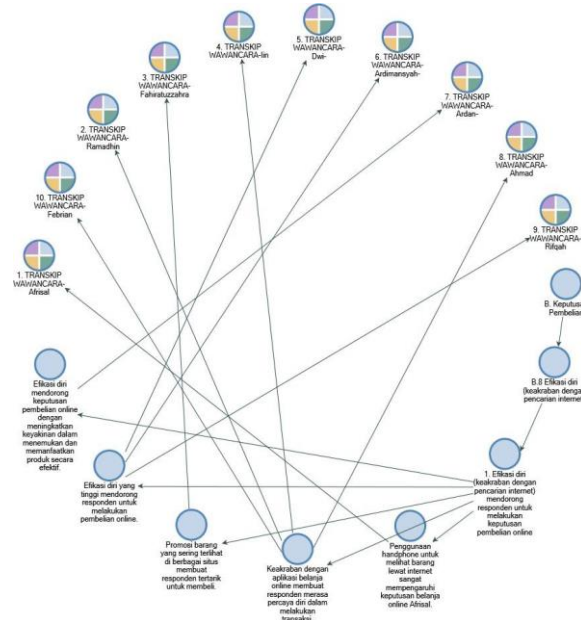 5. TRANSKIP
WAWANCARA-
Dwi-
4. TRANSKIP
WAWANCARA-Iin
6. TRANSKIP
WAWANCARA-
Ardimansyah-
3. TRANSKIP
WAWANCARA-
Fahiratuzzahra
7. TRANSKIP
WAWANCARA-
Ardan-
2. TRANSKIP
WAWANCARA-
Ramadhin
8. TRANSKIP
WAWANCARA-
Ahmad
10. TRANSKIP
WAWANCARA-
Febrian
9. TRANSKIP
WAWANCARA-
Rifqah
1. TRANSKIP
WAWANCARA-
Afrisal
B. Keputusa
Pembelian
B.8 Efikasi diri
(keakraban denga
pencarian internet)
Efikasi diri
mendorong
keputusan
pembelian online
dengan
meningkatkan
keyakinan dalam
menemukan dan
memanfaatkan
produk secara
efektif.
Efikasi diri yang
tinggi mendorong
responden untuk
melakukan
pembelian online.
1. Efikasi diri
(keakraban dengan
pencarian internet)
mendorong
responden untuk
melakukan
keputusan
pembelian online
Promosi barang
yang sering terlihat
di berbagai situs
membuat
responden tertarik
untuk membeli.
Keakraban dengan
aplikasi belanja
online membuat
responden merasa
percaya diri dalam
melakukan
transaksi.
Penggunaan
handphone untuk
melihat barang
lewat internet
sangat
mempengaruhi
keputusan belanja
online Afrisal.